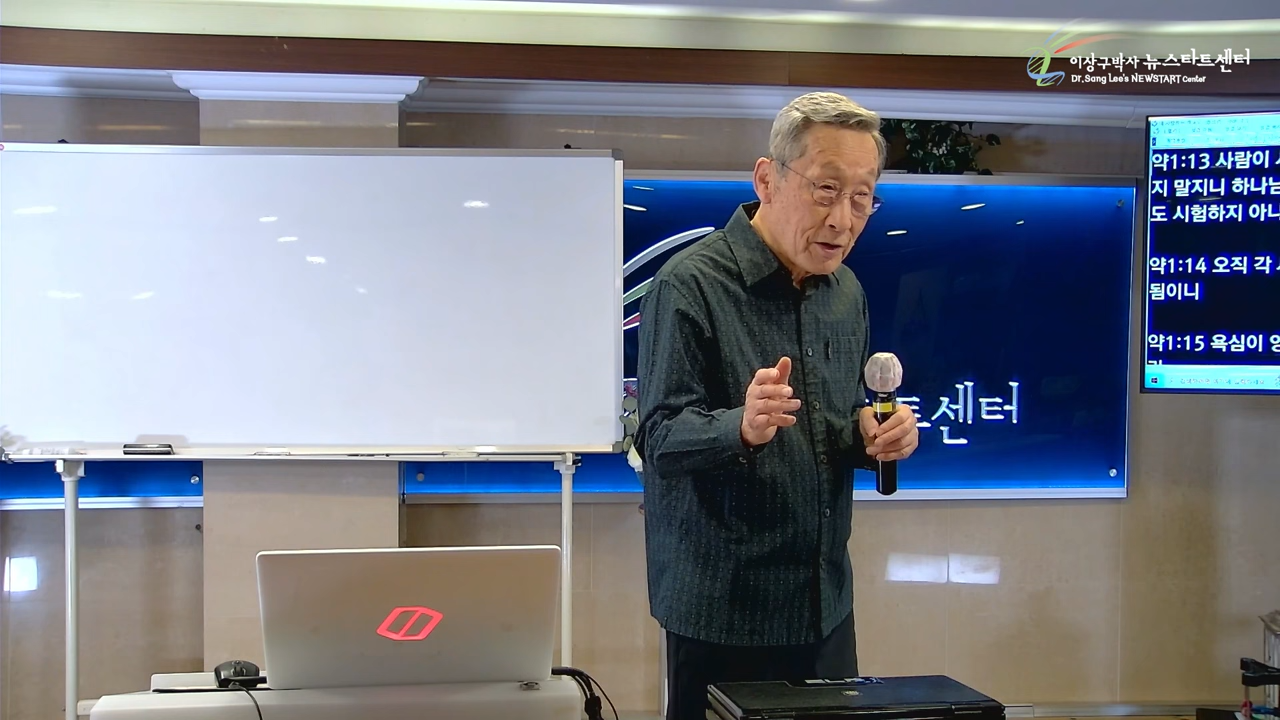 이상구박사 뉴스타트센터
Dr. Sang Lee's NEWSTART Center
약1:13 사람이
지 말지니 하나님
도 시험하지 아니
약1:14 오직 각
됨이니
약1:15 욕심이
트센터